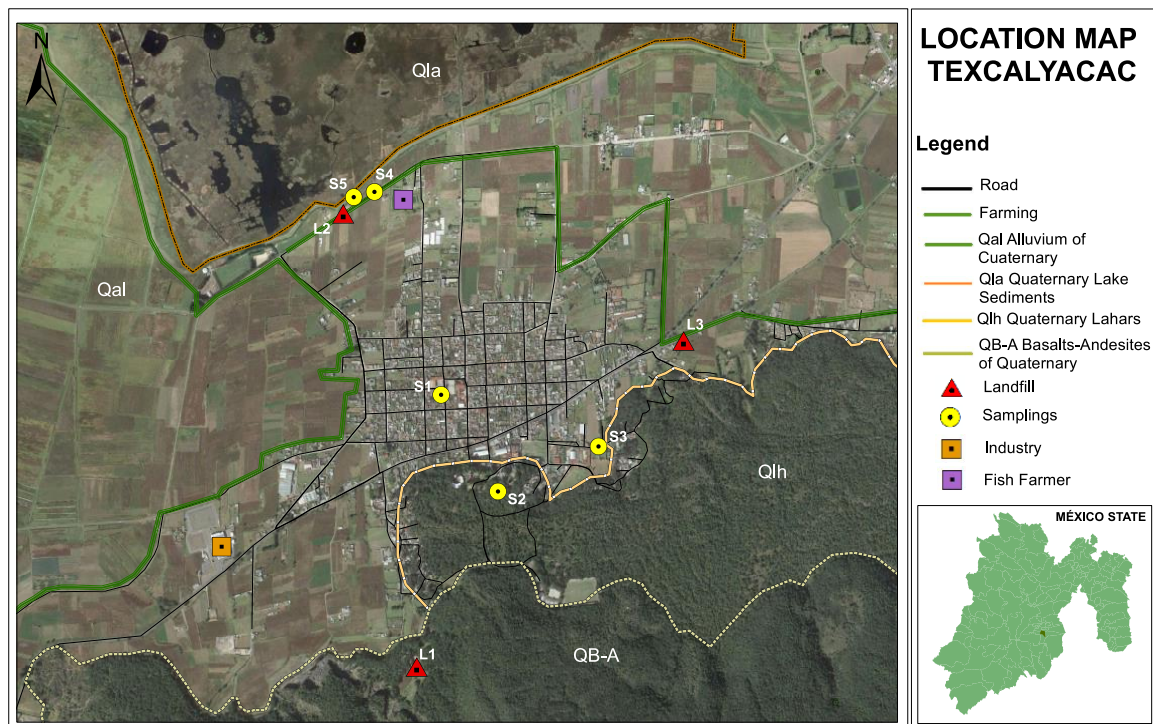 N
Qla
S5
S4
L2
Qal
L3
S1
S3
Qlh
S2
QB-A
L1
LOCATION MAP
TEXCALYACAC
Legend
Road
Farming
Qal Alluvium of
Cuaternary
Qla Quaternary Lake
Sediments
Qlh Quaternary Lahars
QB-A Basalts-Andesites
of Quaternary
Landfill
Samplings
Industry
Fish Farmer
MÉXICO STATE